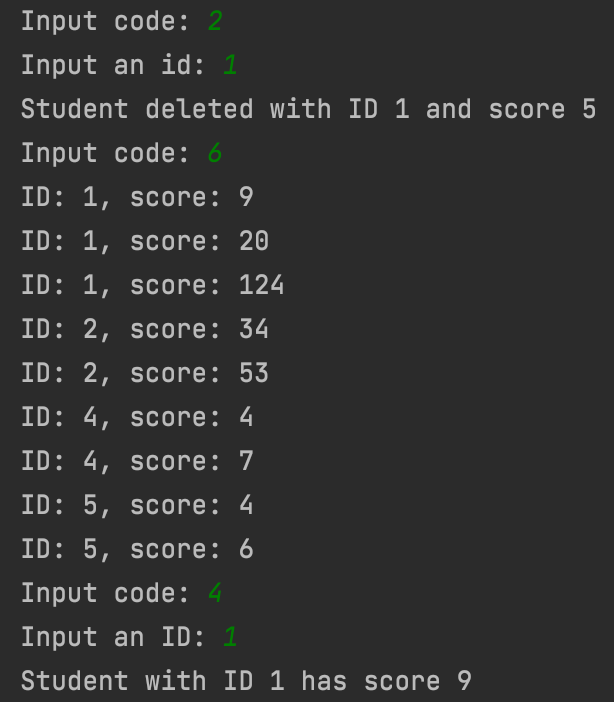 Input code: 2
Input an id: 1
Student deleted with ID 1 and score 5
Input code: 6
ID: 1, score: 9
ID: 1, score: 20
ID: 1, score: 124
ID: 2, score: 34
ID: 2, score: 53
ID: 4, score: 4
ID: 4, score: 7
ID: 5, score: 4
ID: 5, score: 6
Input code: 4
Input an ID: 1
Student with ID 1 has score 9